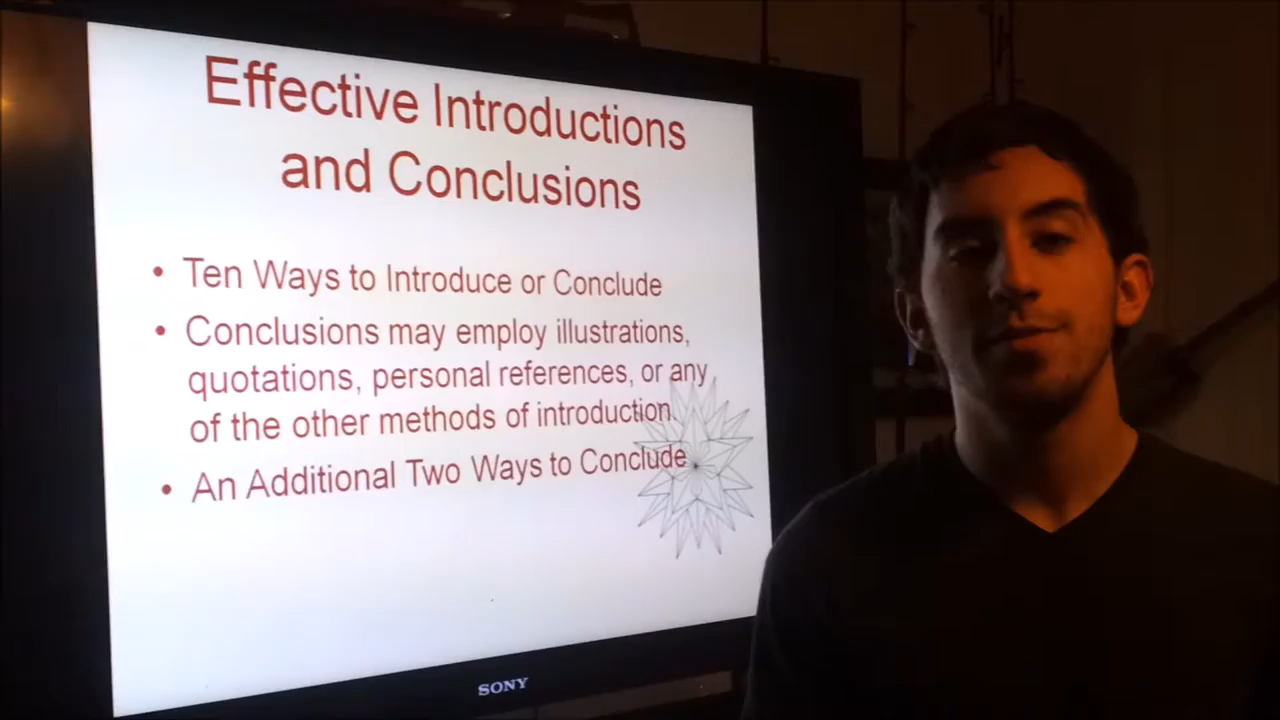 Effective Introductions
and Conclusions
• Ten Ways to Introduce or Conclude
• Conclusions may employ illustrations,
quotations, personal references, or any
of the other methods of introduction.
• An Additional Two Ways to Conclude
SONY